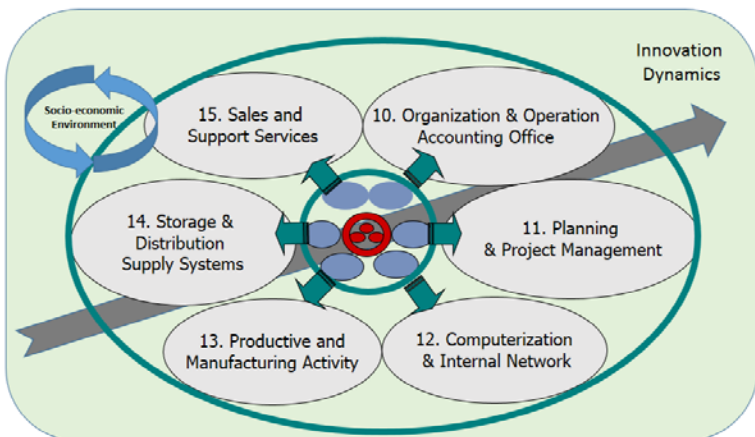 Innovation
Dynamics
Socio-economic
Environment
15. Sales and
Support Services
10. Organization & Operation
Accounting Office
14. Storage &
Distribution
Supply Systems
11. Planning
& Project Management
13. Productive and
Manufacturing Activity
12. Computerization
& Internal Network